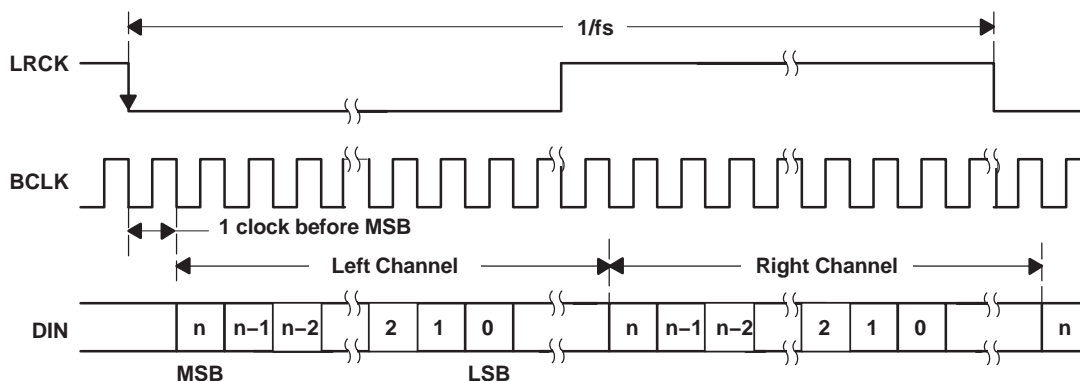 1/fs
LRCK
BCLK
1 clock before MSB
Left Channel Right Channel
DIN n n–1 n–2 2 1 0 n n–1 n–2 2 1 0 n
MSB LSB